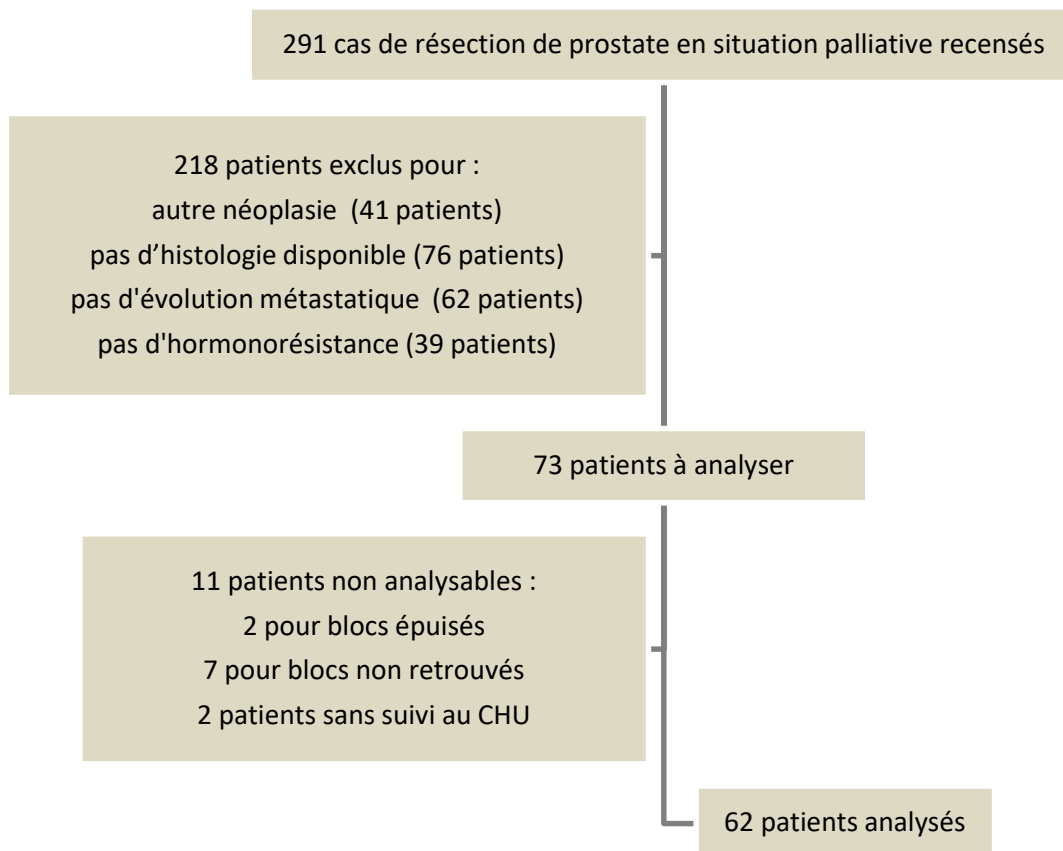 291 cas de résection de prostate en situation palliative recensés
218 patients exclus pour :
autre néoplasie  (41 patients)
pas d’histologie disponible (76 patients)
pas d'évolution métastatique  (62 patients)
pas d'hormonorésistance (39 patients)
73 patients à analyser
11 patients non analysables :
2 pour blocs épuisés
7 pour blocs non retrouvés
2 patients sans suivi au CHU
62 patients analysés